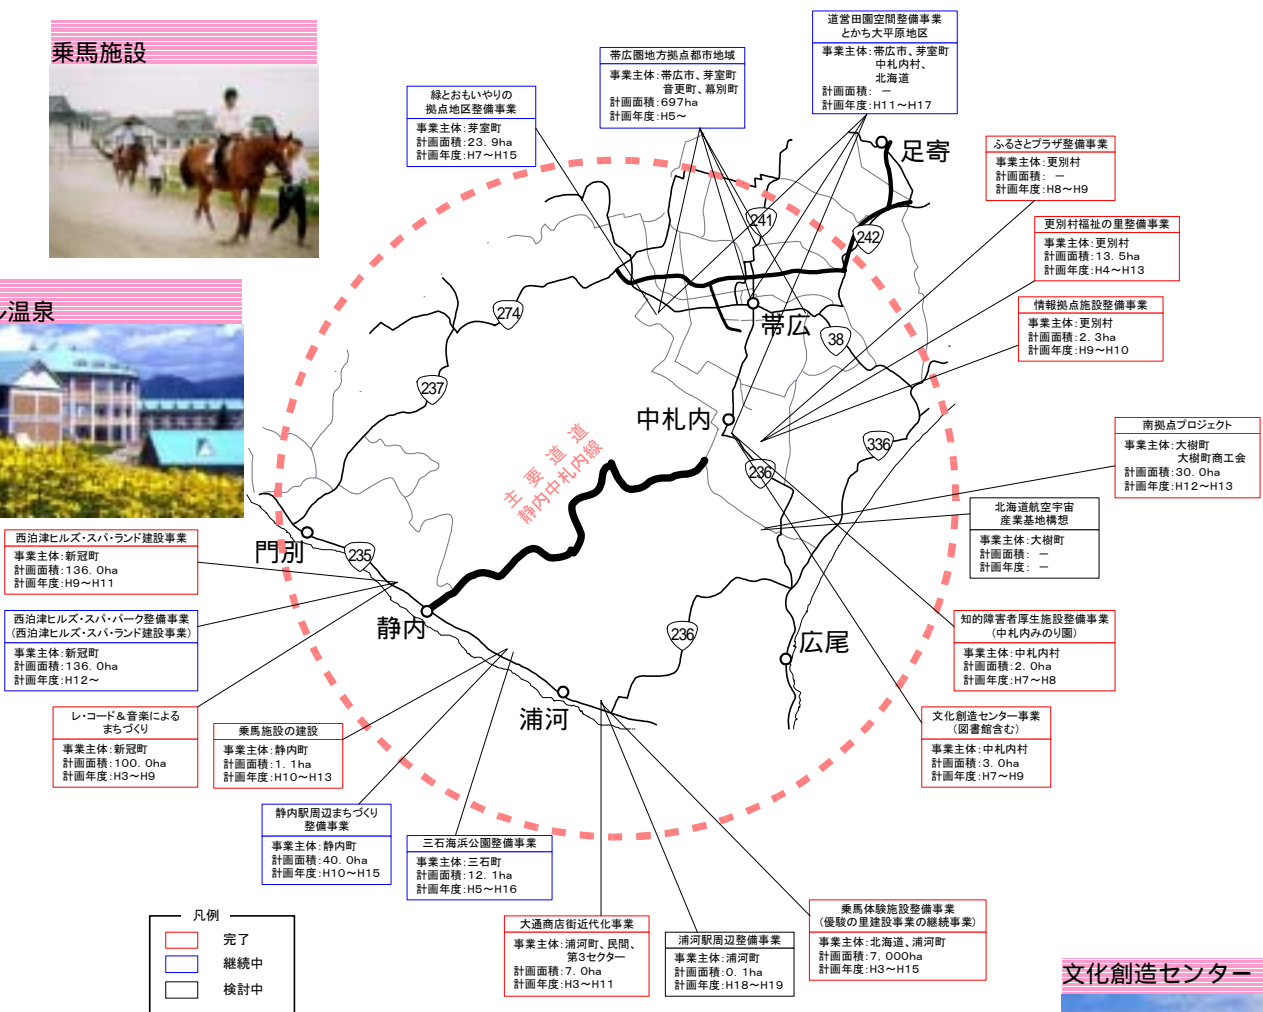 乗馬施設
ル温泉
道営田園空間整備事業
とかち大平原地区
事業主体:帯広市、芽室町
中札内村、
北海道
計画面積: －
計画年度:H11～H17
帯広圏地方拠点都市地域
事業主体:帯広市、芽室町
音更町、幕別町
計画面積:697ha
計画年度:H5～
緑とおもいやりの
拠点地区整備事業
事業主体:芽室町
計画面積:23.9ha
計画年度:H7～H15
ふるさとプラザ整備事業
事業主体:更別村
計画面積: －
計画年度:H8～H9
更別村福祉の里整備事業
事業主体:更別村
計画面積:13.5ha
計画年度:H4～H13
情報拠点施設整備事業
事業主体:更別村
計画面積:2.3ha
計画年度:H9～H10
南拠点プロジェクト
事業主体:大樹町
大樹町商工会
計画面積:30.0ha
計画年度:H12～H13
北海道航空宇宙
産業基地構想
事業主体:大樹町
計画面積: －
計画年度: －
知的障害者厚生施設整備事業
(中札内みのり園)
事業主体:中札内村
計画面積:2.0ha
計画年度:H7～H8
文化創造センター事業
(図書館含む)
事業主体:中札内村
計画面積:3.0ha
計画年度:H7～H9
西泊津ヒルズ・スパ・ランド建設事業
事業主体:新冠町
計画面積:136.0ha
計画年度:H9～H11
西泊津ヒルズ・スパ・パーク整備事業
(西泊津ヒルズ・スパ・ランド建設事業)
事業主体:新冠町
計画面積:136.0ha
計画年度:H12～
レ・コード&音楽による
まちづくり
事業主体:新冠町
計画面積:100.0ha
計画年度:H3～H9
乗馬施設の建設
事業主体:静内町
計画面積:1.1ha
計画年度:H10～H13
静内駅周辺まちづくり
整備事業
事業主体:静内町
計画面積:40.0ha
計画年度:H10～H15
三石海浜公園整備事業
事業主体:三石町
計画面積:12.1ha
計画年度:H5～H16
大通商店街近代化事業
事業主体:浦河町、民間、
第3セクター
計画面積:7.0ha
計画年度:H3～H11
浦河駅周辺整備事業
事業主体:浦河町
計画面積:0.1ha
計画年度:H18～H19
乗馬体験施設整備事業
(優駿の里建設事業の継続事業)
事業主体:北海道、浦河町
計画面積:7,000ha
計画年度:H3～H15
足寄
241
242
274
帯広
38
237
中札内
336
236
主要道道
静内中札内線
門別
235
静内
236
広尾
浦河
凡例
完了
継続中
検討中
文化創造センター